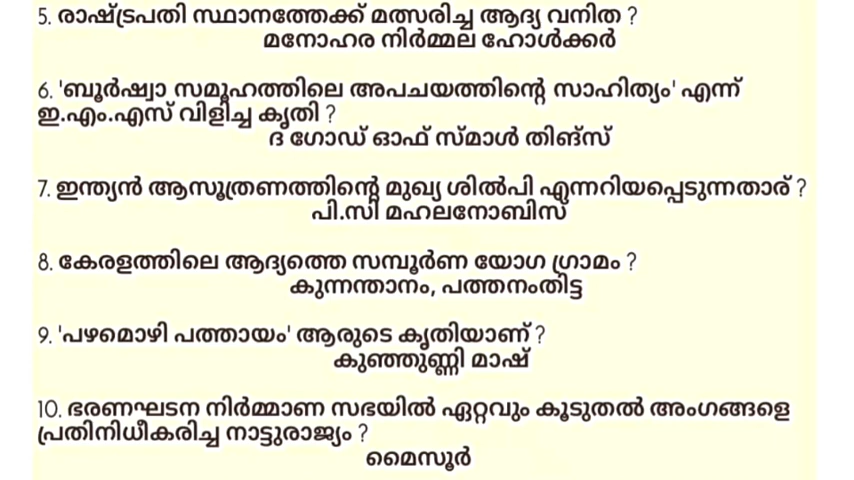 5. രാഷ്ട്രപതി സ്ഥാനത്തേക്ക് മത്സരിച്ച ആദ്യ വനിത ?
മനോഹര നിർമ്മല ഹോൾക്കർ
6. 'ബൂർഷ്വാ സമൂഹത്തിലെ അപചയത്തിന്റെ സാഹിത്യം' എന്ന്
ഇ.എം.എസ് വിളിച്ച കൃതി ?
ദ ഗോഡ് ഓഫ് സ്മാൾ തിങ്സ്
7. ഇന്ത്യൻ ആസൂത്രണത്തിന്റെ മുഖ്യ ശിൽപി എന്നറിയപ്പെടുന്നതാര് ?
പി.സി മഹലനോബിസ്
8. കേരളത്തിലെ ആദ്യത്തെ സമ്പൂർണ യോഗ ഗ്രാമം ?
കുന്നന്താനം, പത്തനംതിട്ട
9. 'പഴമൊഴി പത്തായം' ആരുടെ കൃതിയാണ് ?
കുഞ്ഞുണ്ണി മാഷ്
10. ഭരണഘടന നിർമ്മാണ സഭയിൽ ഏറ്റവും കൂടുതൽ അംഗങ്ങളെ
പ്രതിനിധീകരിച്ച നാട്ടുരാജ്യം ?
മൈസൂർ